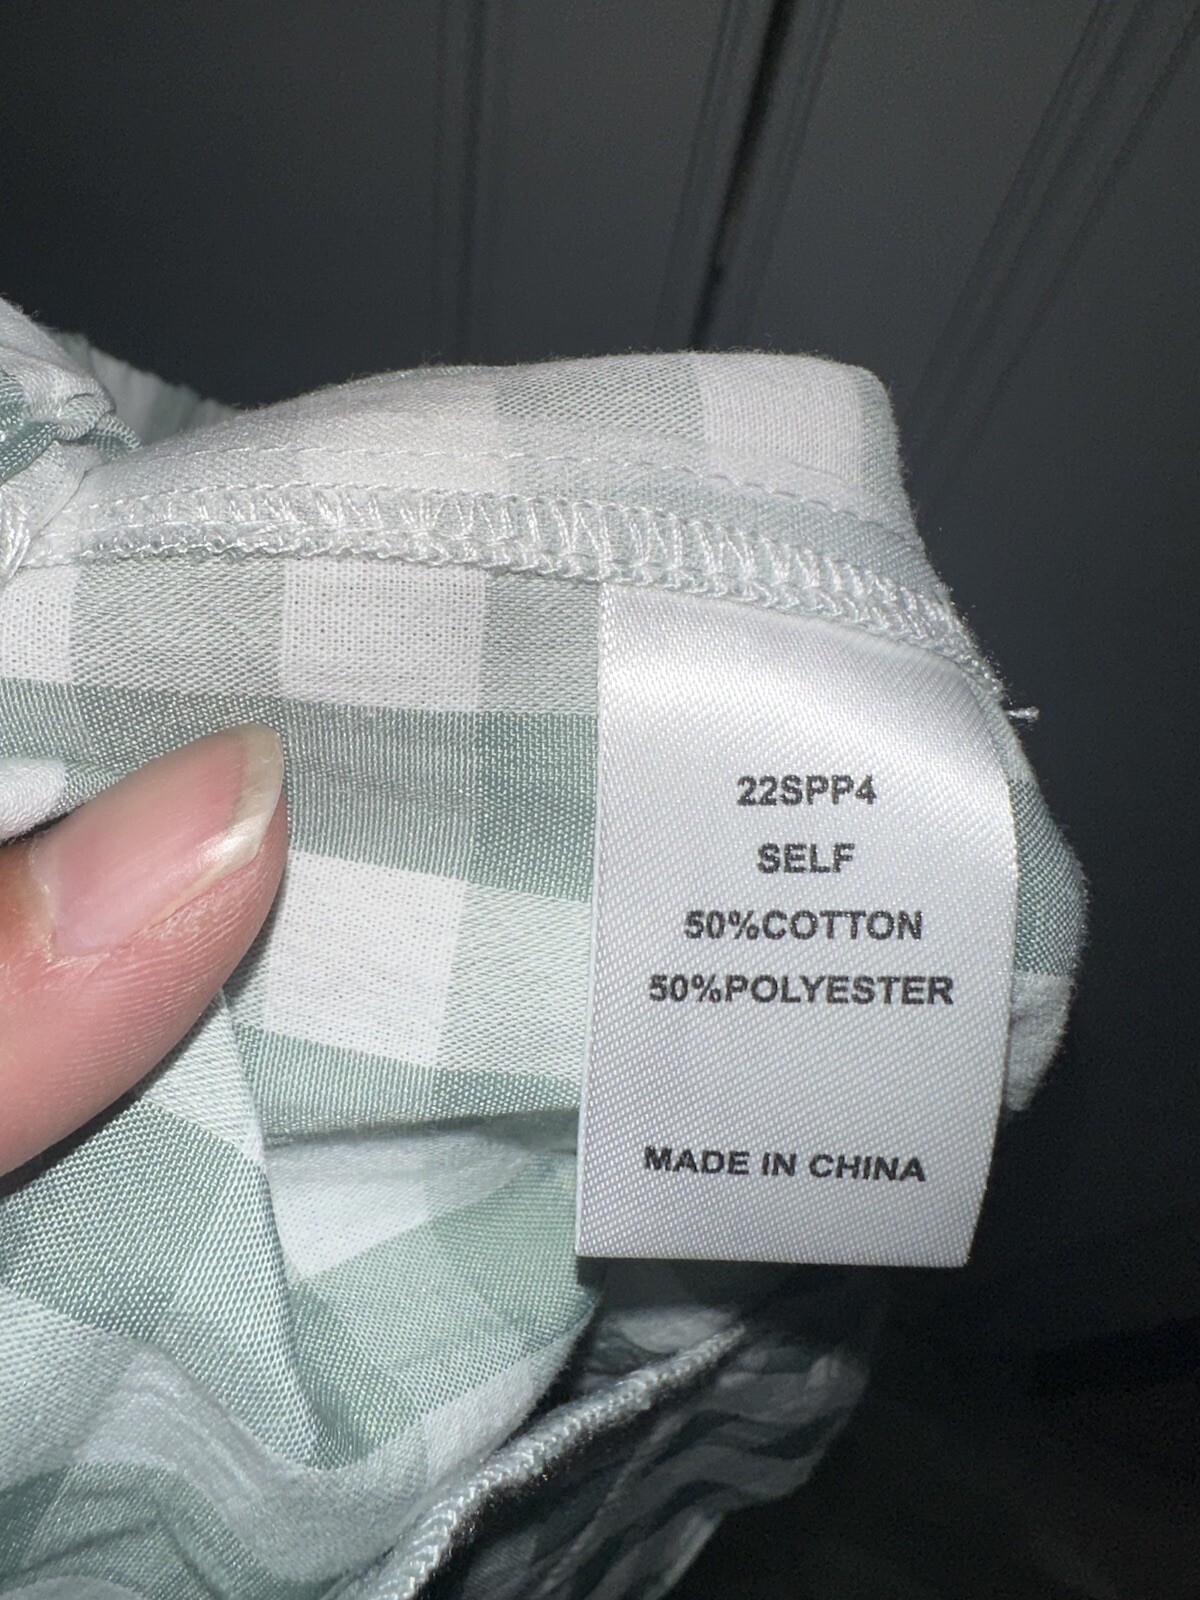 22SPP4
SELF
50%COTTON
50%POLYESTER
MADE IN CHINA